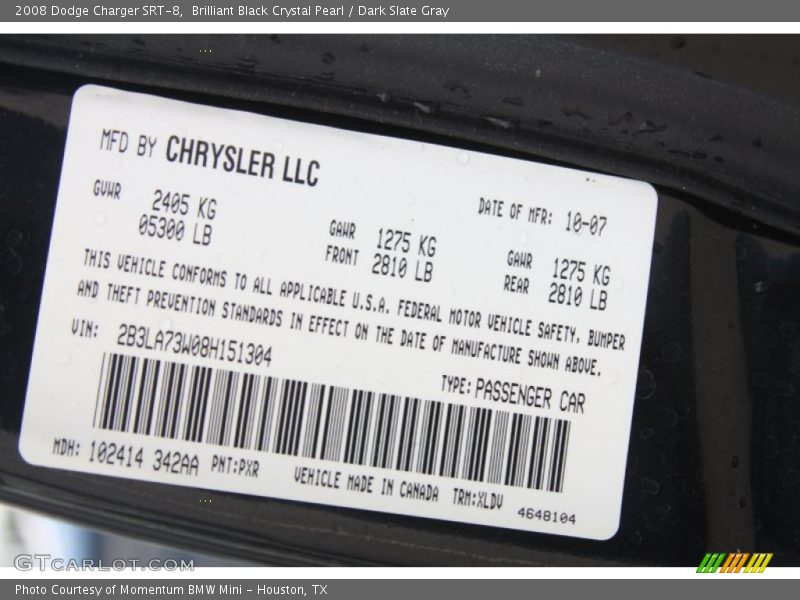 2008 Dodge Charger SRT-8,  Brilliant Black Crystal Pearl / Dark Slate Gray
MFD BY CHRYSLER LLC
DATE OF MFR: 10-07
GVWR 2405 KG
05300 LB
GAWR FRONT 1275 KG
2810 LB
GAWR REAR 1275 KG
2810 LB
THIS VEHICLE CONFORMS TO ALL APPLICABLE U.S.A. FEDERAL MOTOR VEHICLE SAFETY, BUMPER
AND THEFT PREVENTION STANDARDS IN EFFECT ON THE DATE OF MANUFACTURE SHOWN ABOVE.
VIN: 2B3LA73W08H151304
TYPE: PASSENGER CAR
MDH: 102414 342AA PNT:PXR VEHICLE MADE IN CANADA TRM:XLDV
4648104
GTCARLOT.COM
Photo Courtesy of Momentum BMW Mini - Houston, TX